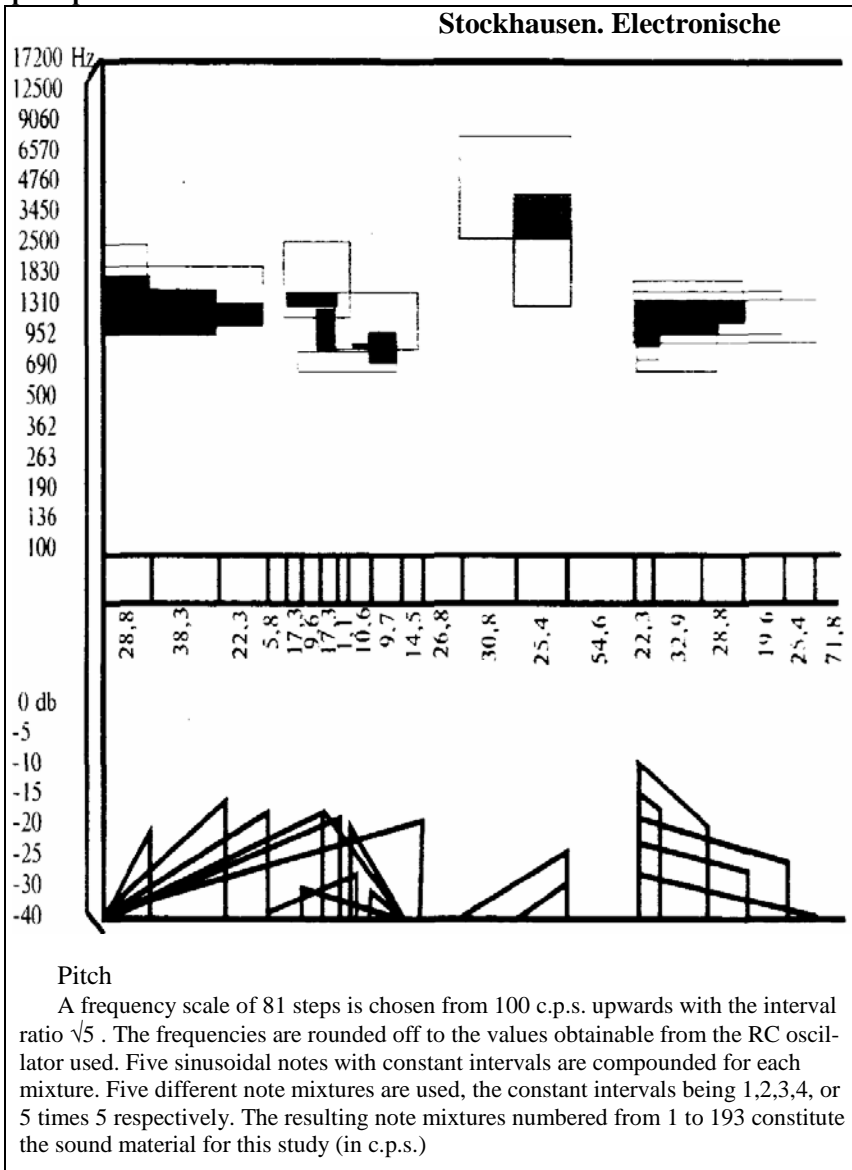 Stockhausen. Electronische
17200 Hz
12500
9060
6570
4760
3450
2500
1830
1310
952
690
500
362
263
190
136
100
28,8 38,3 22.3 5,8 17,3 9,6 17,3 1,1 10,6 9,7 14,5 26,8 30,8 25.4 54,6 22,3 32,9 28,8 19 6 25,4 71,8
0 db
-5
-10
-15
-20
-25
-30
-40
Pitch
A frequency scale of 81 steps is chosen from 100 c.p.s. upwards with the interval
ratio √5 . The frequencies are rounded off to the values obtainable from the RC oscil-
lator used. Five sinusoidal notes with constant intervals are compounded for each
mixture. Five different note mixtures are used, the constant intervals being 1,2,3,4, or
5 times 5 respectively. The resulting note mixtures numbered from 1 to 193 constitute
the sound material for this study (in c.p.s.)